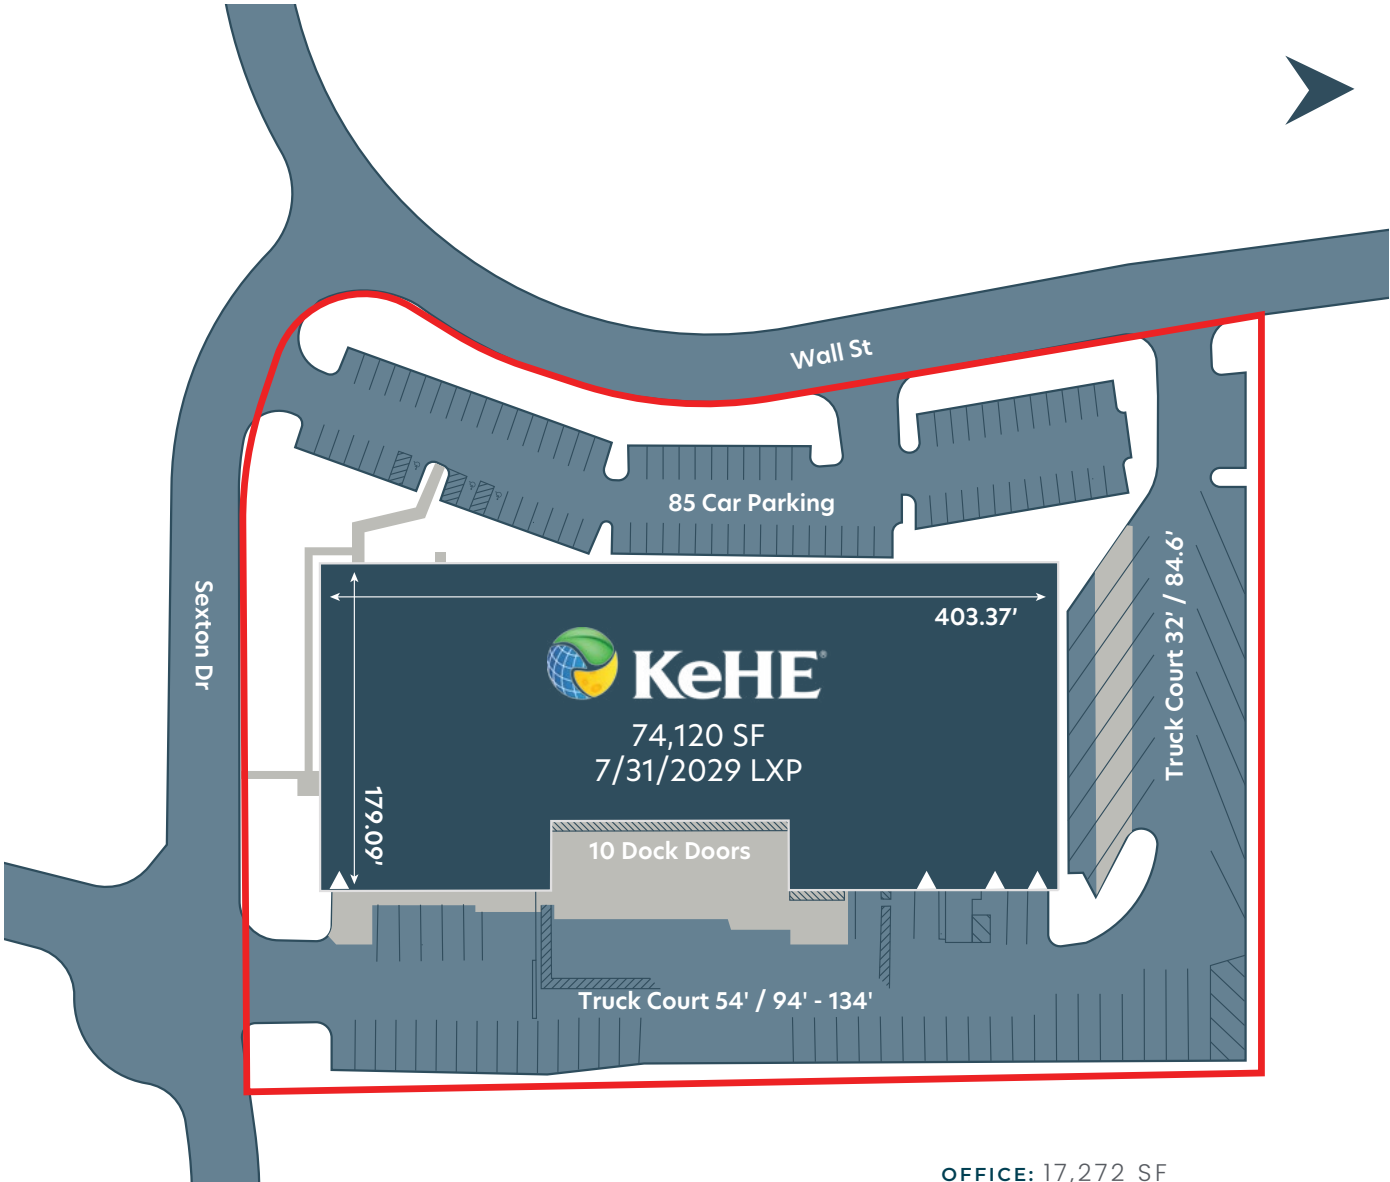 Wall St
85 Car Parking
Sexton Dr
403.37'
KeHE®
74,120 SF
7/31/2029 LXP
179.09'
10 Dock Doors
Truck Court 32' / 84.6'
Truck Court 54' / 94' - 134'
OFFICE: 17,272 SF